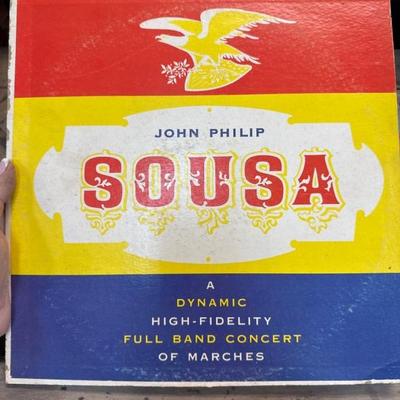 JOHN PHILIP
SOUSA
A
DYNAMIC
HIGH-FIDELITY
FULL BAND CONCERT
OF MARCHES